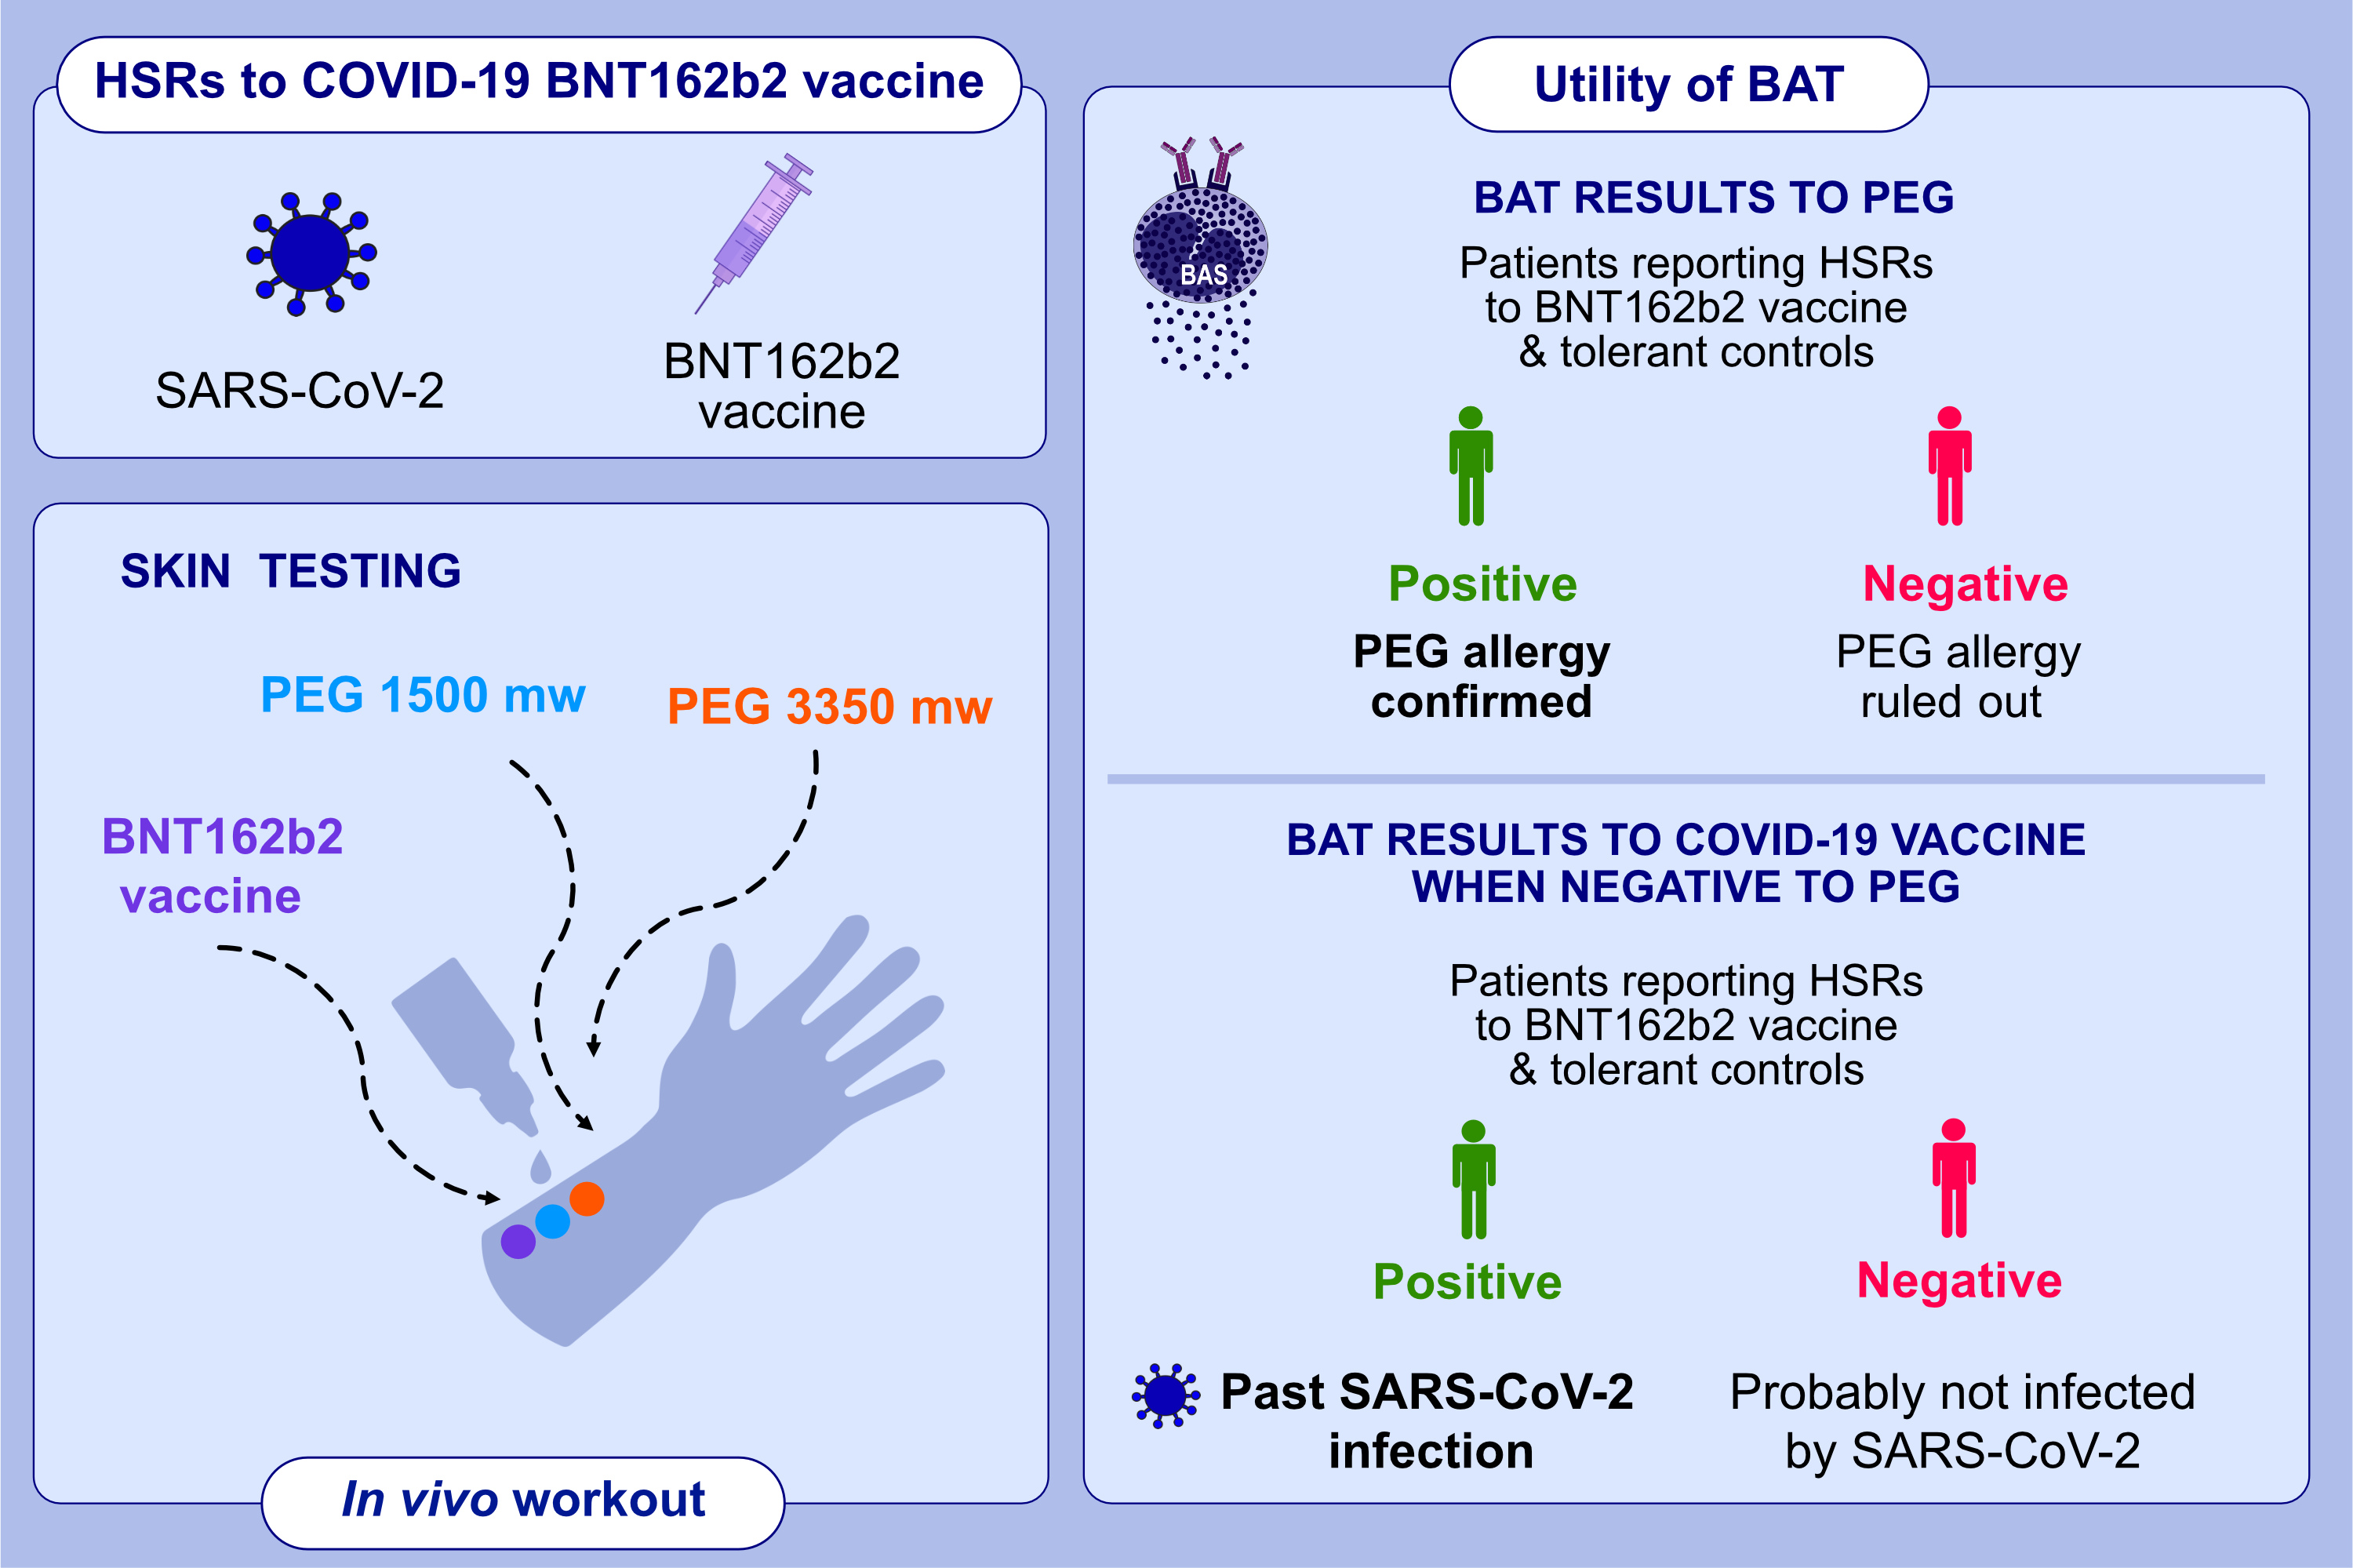 HSRs to COVID-19 BNT162b2 vaccine
SARS-CoV-2
BNT162b2
vaccine
SKIN TESTING
PEG 1500 mw
PEG 3350 mw
BNT162b2
vaccine
In vivo workout
Utility of BAT
BAS
BAT RESULTS TO PEG
Patients reporting HSRs
to BNT162b2 vaccine
& tolerant controls
Positive
Negative
PEG allergy
confirmed
PEG allergy
ruled out
BAT RESULTS TO COVID-19 VACCINE
WHEN NEGATIVE TO PEG
Patients reporting HSRs
to BNT162b2 vaccine
& tolerant controls
Positive
Negative
Past SARS-CoV-2
infection
Probably not infected
by SARS-CoV-2